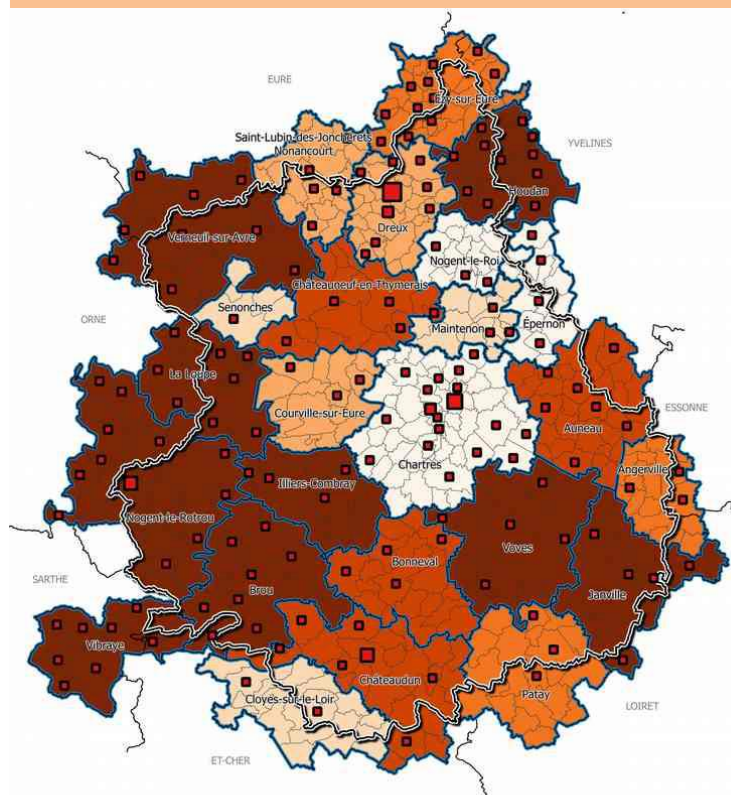 EURE
Ézy-sur-Eure
Saint-Lubin-des-Joncherets
Nonancourt
YVELINES
Houdan
Dreux
Verneuil-sur-Avre
Nogent-le-Roi
Châteauneuf-en-Thymerais
Senonches
ORNE
Maintenon
Épernon
La Loupe
ESSONNE
Courville-sur-Eure
Auneau
Chartres
Angerville
Illiers-Combray
Nogent-le-Rotrou
Voves
Bonneval
SARTHE
Brou
Janville
Vibraye
Chateaudun
Patay
Cloyes-sur-le-Loir
LOIRET
ET-CHER